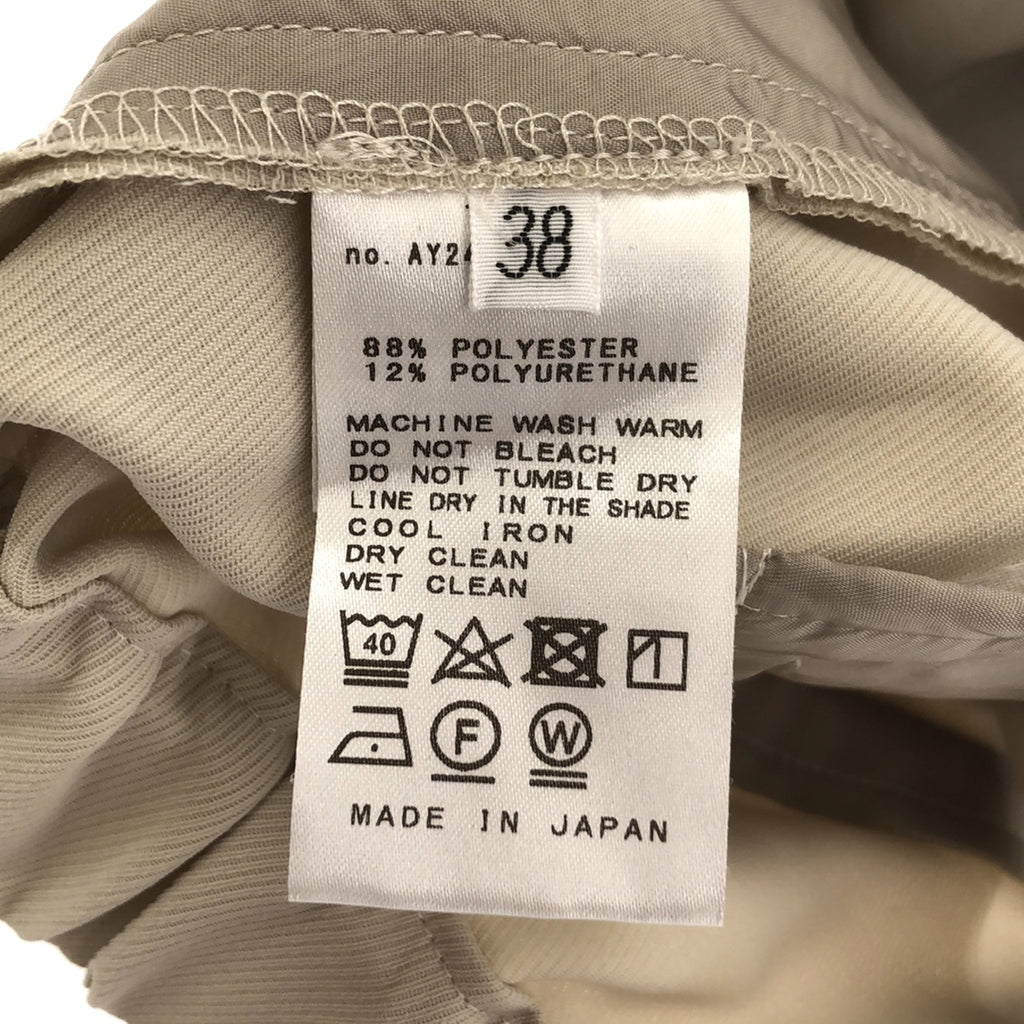 38
no. AY24
88% POLYESTER
12% POLYURETHANE
MACHINE WASH WARM
DO NOT BLEACH
DO NOT TUMBLE DRY
LINE DRY IN THE SHADE
COOL IRON
DRY CLEAN
WET CLEAN
40
F W
MADE IN JAPAN